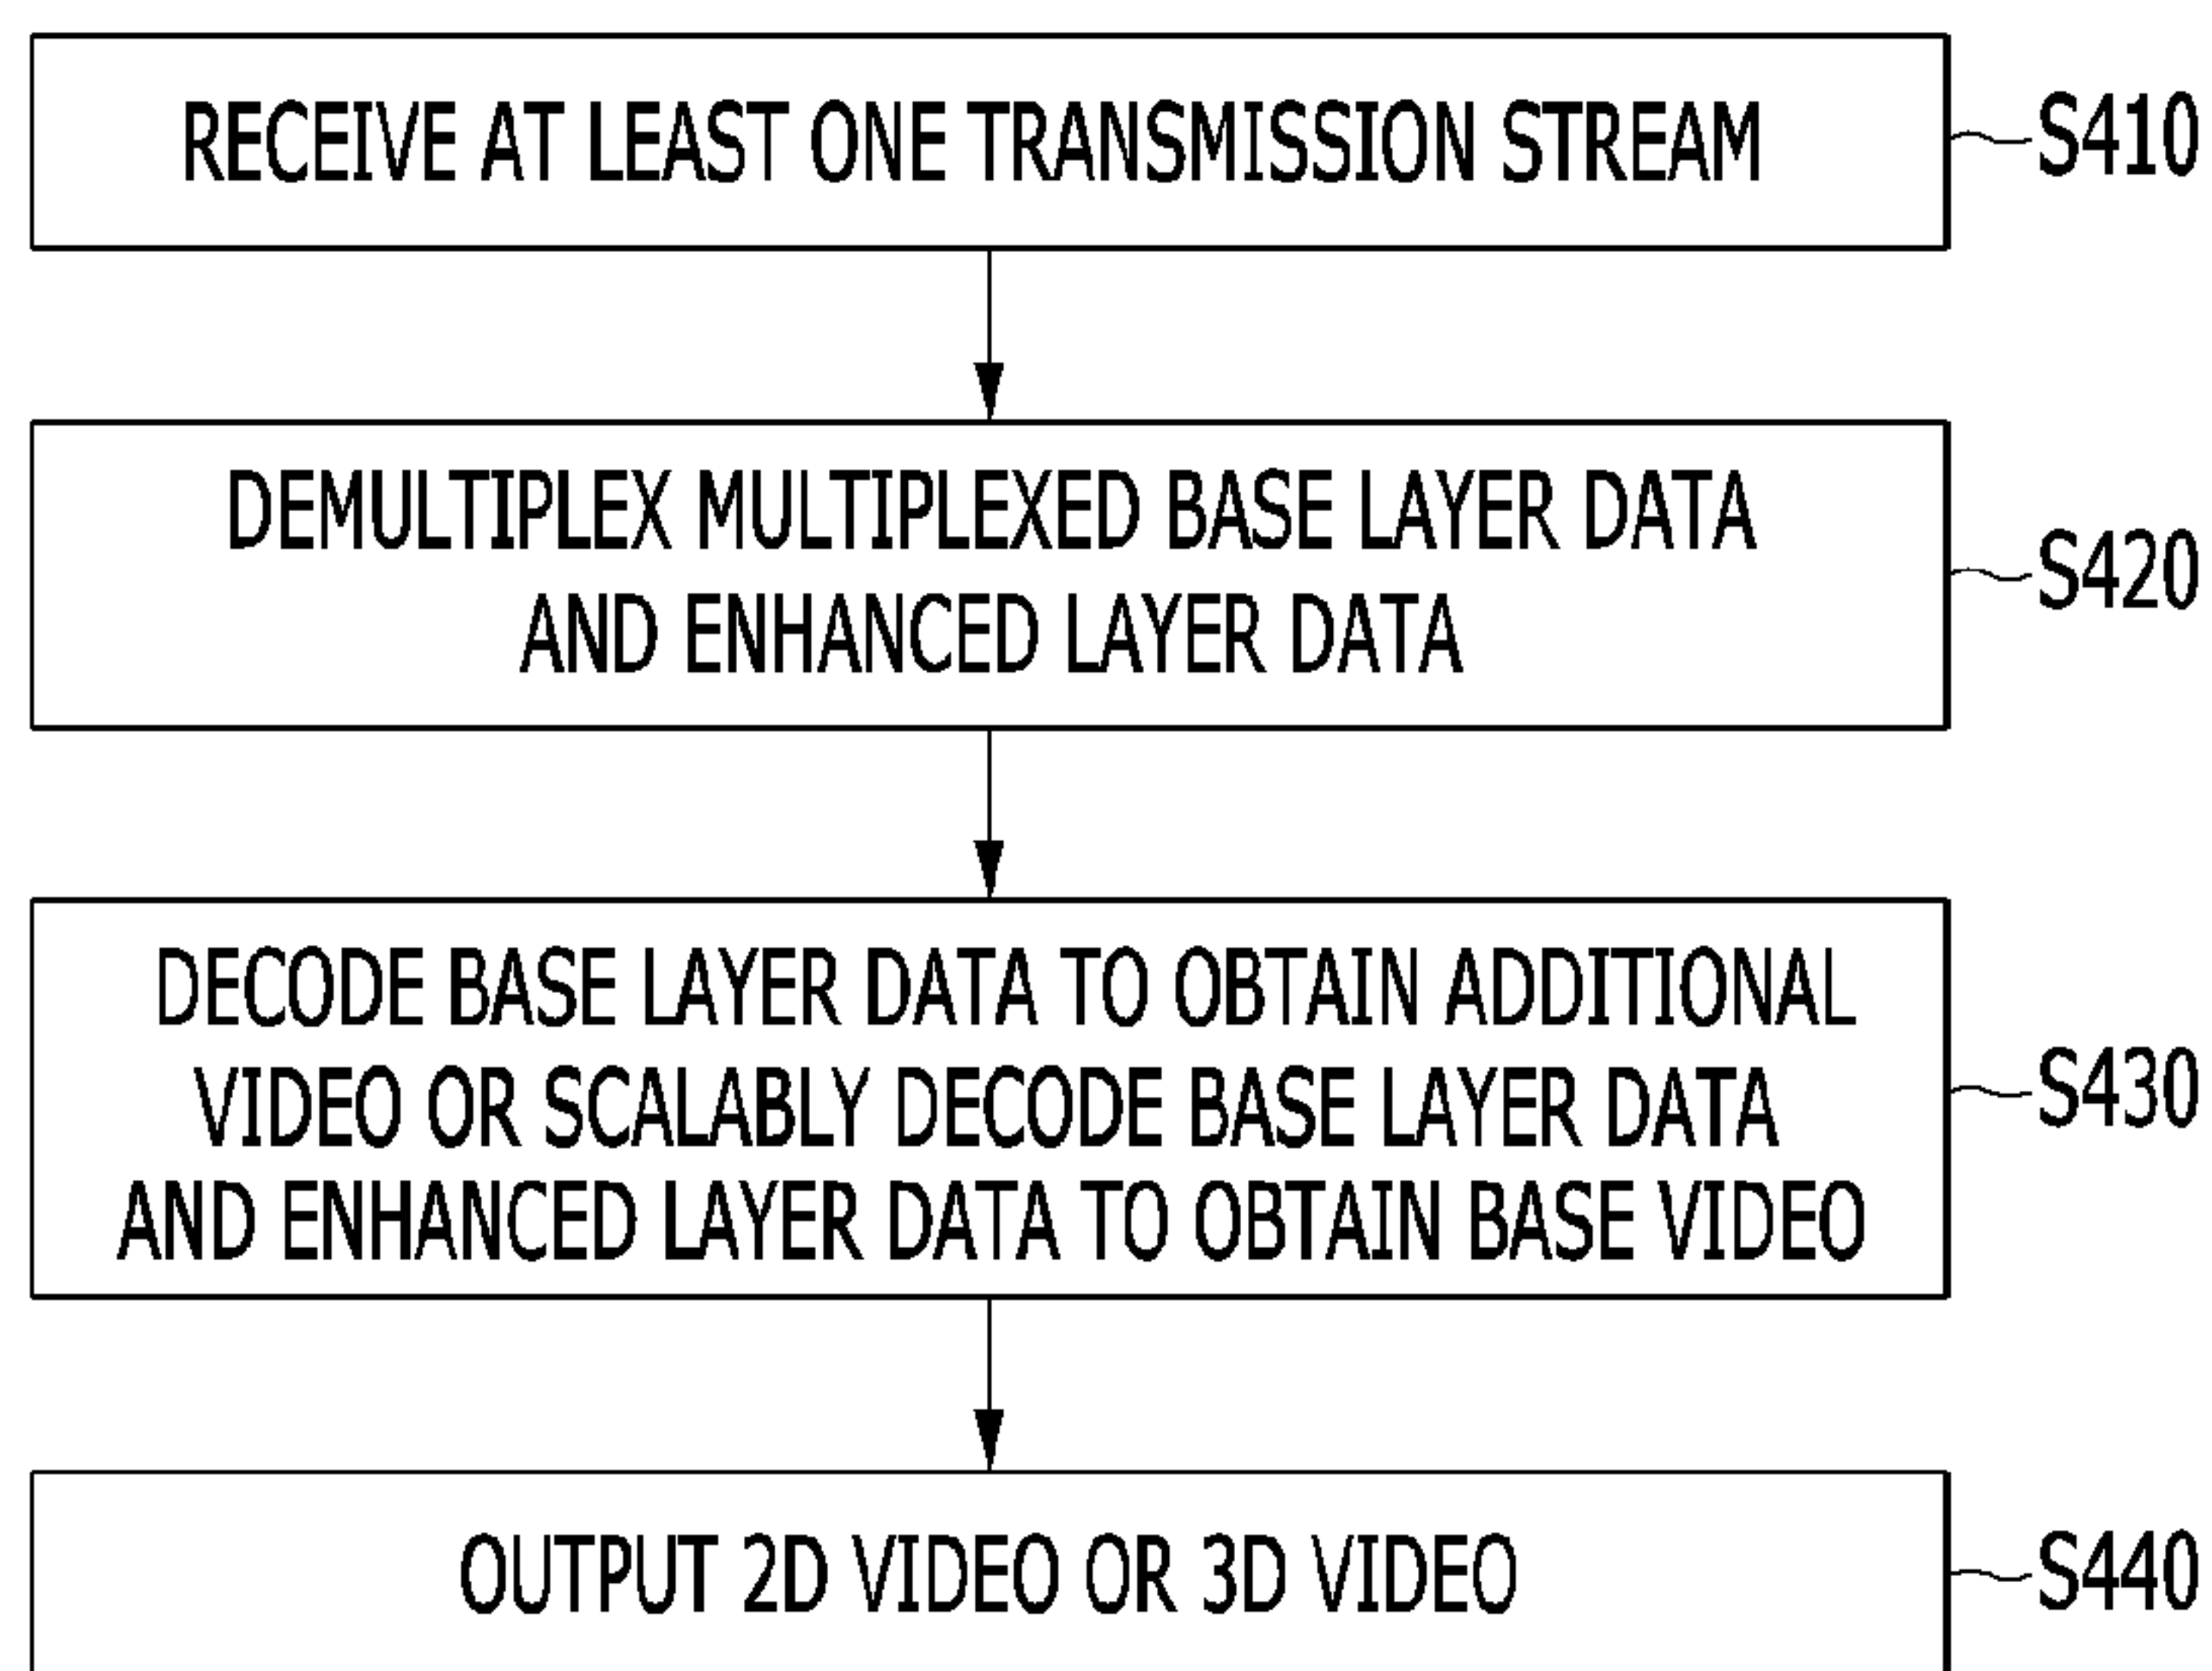 RECEIVE AT LEAST ONE TRANSMISSION STREAM
S410
DEMULTIPLEX MULTIPLEXED BASE LAYER DATA
AND ENHANCED LAYER DATA
S420
DECODE BASE LAYER DATA TO OBTAIN ADDITIONAL
VIDEO OR SCALABLY DECODE BASE LAYER DATA
AND ENHANCED LAYER DATA TO OBTAIN BASE VIDEO
S430
OUTPUT 2D VIDEO OR 3D VIDEO
S440